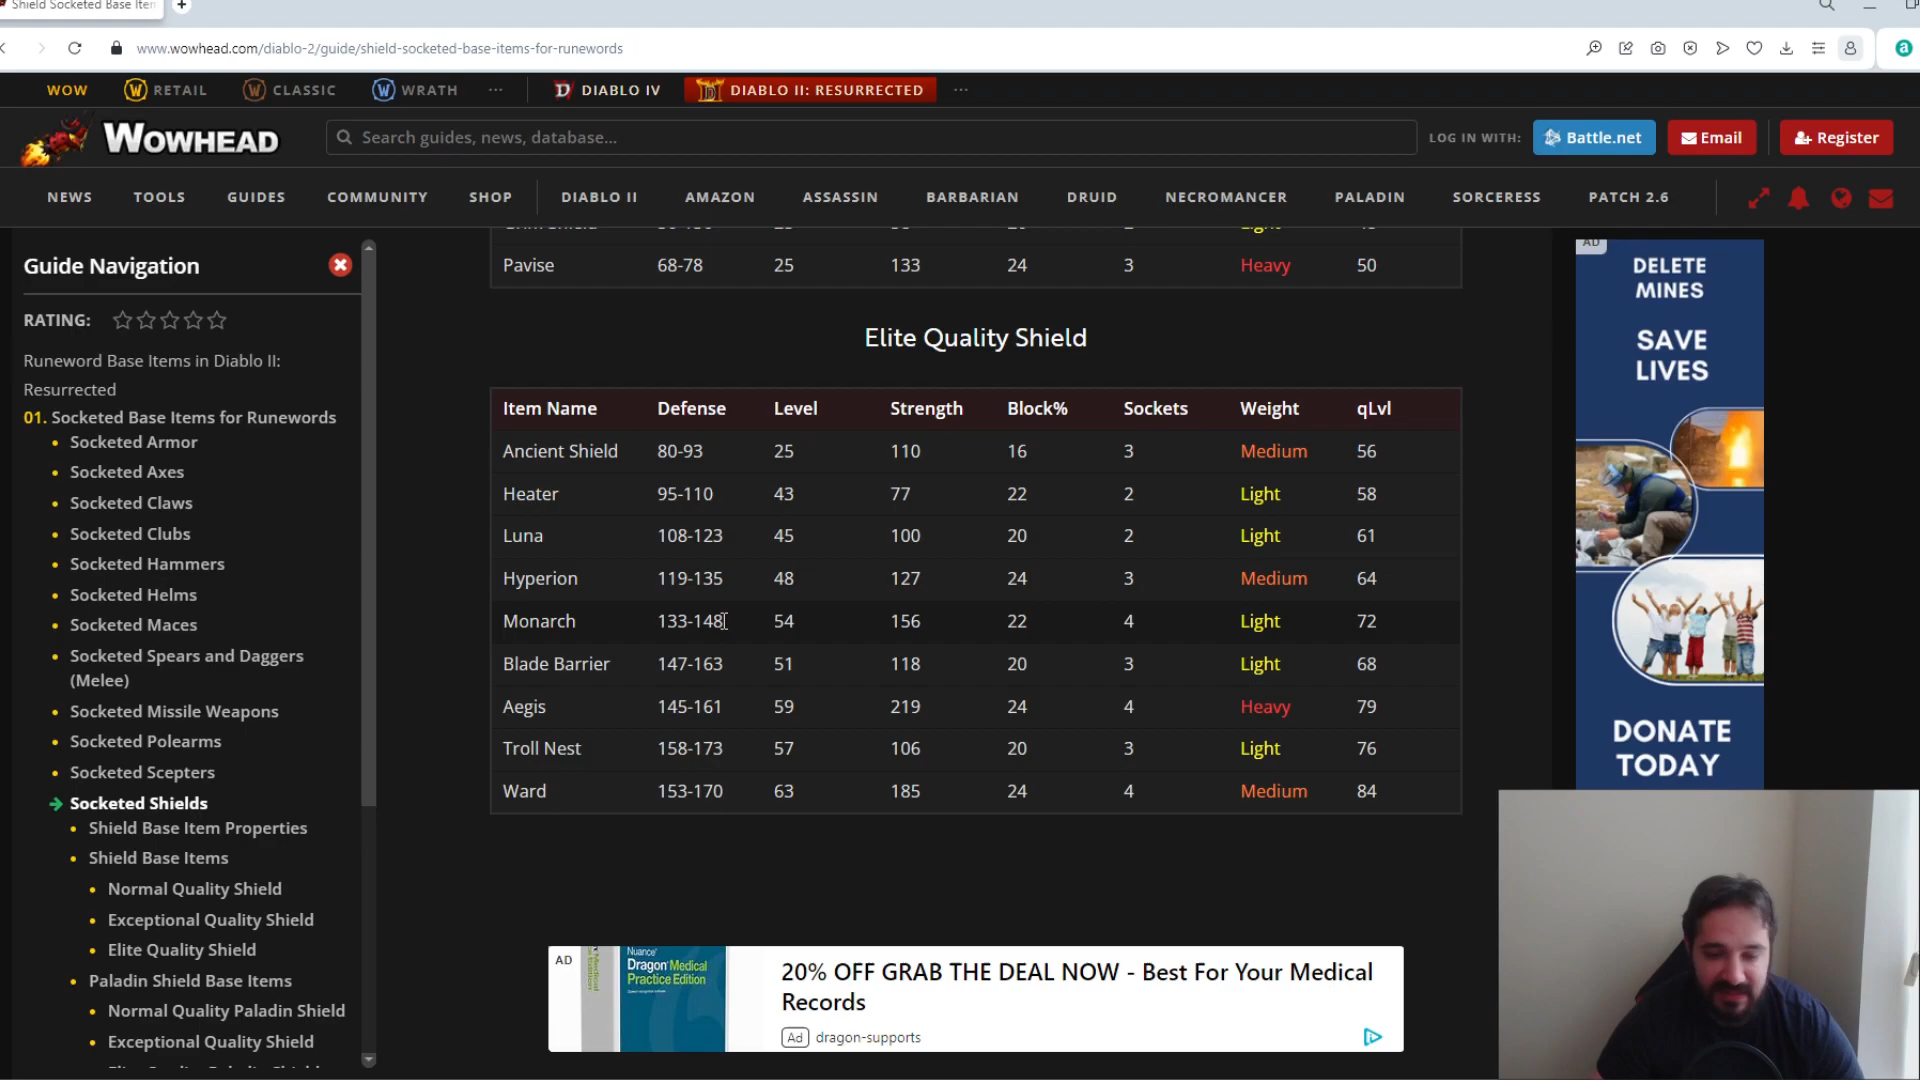 Shield Socketed Base Iten
www.wowhead.com/diablo-2/guide/shield-socketed-base-items-for-runewords
WOW RETAIL CLASSIC WRATH ... DIABLO IV DIABLO II: RESURRECTED ...
WOWHEAD Search guides, news, database... LOG IN WITH: Battle.net Email Register
NEWS TOOLS GUIDES COMMUNITY SHOP DIABLO II AMAZON ASSASSIN BARBARIAN DRUID NECROMANCER PALADIN SORCERESS PATCH 2.6
Guide Navigation
RATING:
Runeword Base Items in Diablo II:
Resurrected
01. Socketed Base Items for Runewords
Socketed Armor
Socketed Axes
Socketed Claws
Socketed Clubs
Socketed Hammers
Socketed Helms
Socketed Maces
Socketed Spears and Daggers
(Melee)
Socketed Missile Weapons
Socketed Polearms
Socketed Scepters
Socketed Shields
Shield Base Item Properties
Shield Base Items
Normal Quality Shield
Exceptional Quality Shield
Elite Quality Shield
Paladin Shield Base Items
Normal Quality Paladin Shield
Exceptional Quality Shield
Pavise 68-78 25 133 24 3 Heavy 50
Elite Quality Shield
Item Name Defense Level Strength Block% Sockets Weight qLvl
Ancient Shield 80-93 25 110 16 3 Medium 56
Heater 95-110 43 77 22 2 Light 58
Luna 108-123 45 100 20 2 Light 61
Hyperion 119-135 48 127 24 3 Medium 64
Monarch 133-148 54 156 22 4 Light 72
Blade Barrier 147-163 51 118 20 3 Light 68
Aegis 145-161 59 219 24 4 Heavy 79
Troll Nest 158-173 57 106 20 3 Light 76
Ward 153-170 63 185 24 4 Medium 84
AD
DELETE
MINES
SAVE
LIVES
DONATE
TODAY
AD
Nuance
Dragon Medical
Practice Edition
20% OFF GRAB THE DEAL NOW - Best For Your Medical
Records
Ad dragon-supports